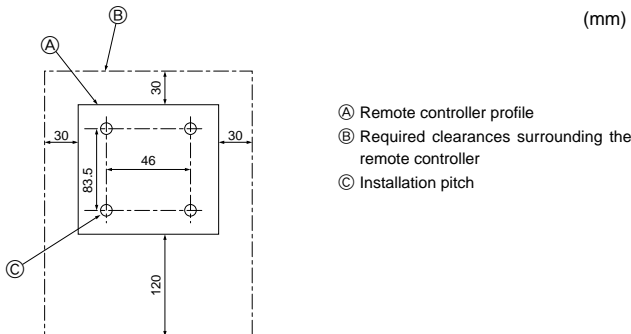 (mm)
Ⓑ
Ⓐ
30
30
30
46
83.5
Ⓒ
120
Ⓐ Remote controller profile
Ⓑ Required clearances surrounding the
remote controller
Ⓒ Installation pitch